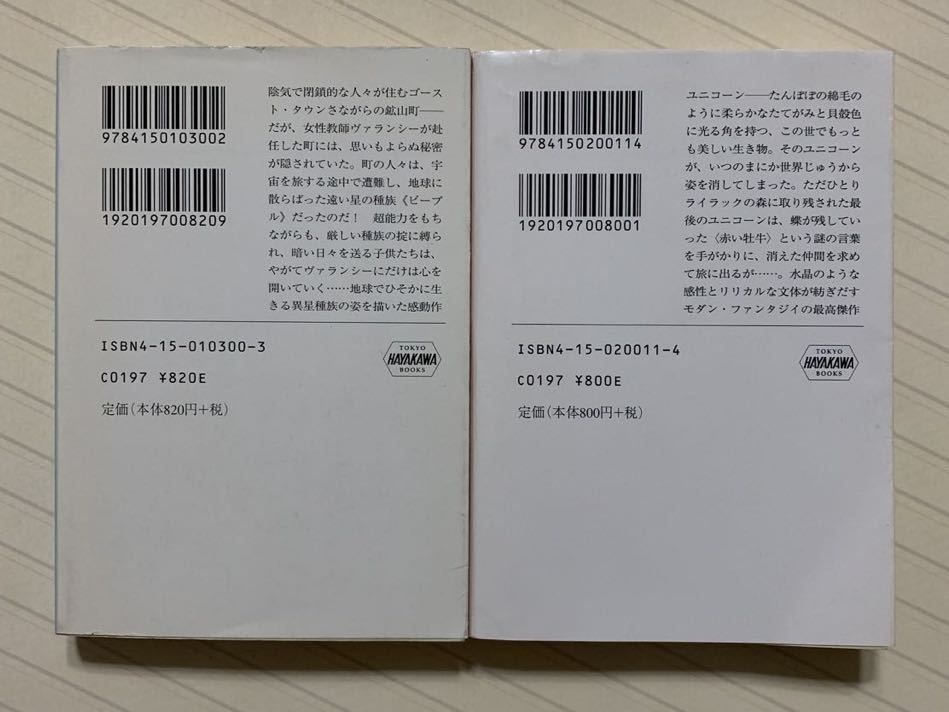 9784150103002
1920197008209
陰気で閉鎖的な人々が住むゴース
ト・タウンさながらの鉱山町――
だが、女性教師ヴァランシーが赴
任した町には、思いもよらぬ秘密
が隠されていた。町の人々は、宇
宙を旅する途中で遭難し、地球に
散らばった遠い星の種族《ピープ
ル》だったのだ！　超能力をもち
ながらも、厳しい種族の掟に縛ら
れ、暗い日々を送る子供たちは、
やがてヴァランシーにだけは心を
開いていく……地球でひそかに生
きる異星種族の姿を描いた感動作
ISBN4-15-010300-3
C0197 ¥820E
定価(本体820円+税)
TOKYO
HAYAKAWA
BOOKS
9784150200114
1920197008001
ユニコーン――たんぽぽの綿毛の
ように柔らかなたてがみと貝殻色
に光る角を持つ、この世でもっと
も美しい生き物。そのユニコーン
が、いつのまにか世界じゅうから
姿を消してしまった。ただひとり
ライラックの森に取り残された最
後のユニコーンは、蝶が残してい
った〈赤い牡牛〉という謎の言葉
を手がかりに、消えた仲間を求め
て旅に出るが……。水晶のような
感性とリリカルな文体が紡ぎだす
モダン・ファンタジイの最高傑作
ISBN4-15-020011-4
C0197 ¥800E
定価(本体800円+税)
TOKYO
HAYAKAWA
BOOKS